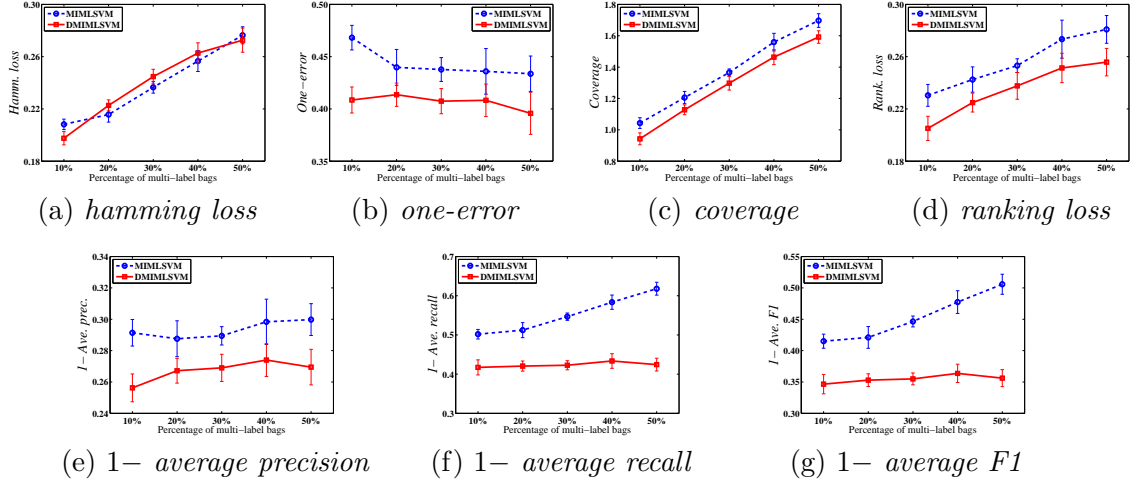 0.30
0.26
0.22
0.18
Hamm. loss
MIMLSVM
DMIMLSVM
10% 20% 30% 40% 50%
Percentage of multi−label bags
(a) hamming loss
0.50
0.45
0.40
0.35
One−error
MIMLSVM
DMIMLSVM
10% 20% 30% 40% 50%
Percentage of multi−label bags
(b) one-error
1.8
1.6
1.4
1.2
1.0
0.8
Coverage
MIMLSVM
DMIMLSVM
10% 20% 30% 40% 50%
Percentage of multi−label bags
(c) coverage
0.30
0.26
0.22
0.18
Rank. loss
MIMLSVM
DMIMLSVM
10% 20% 30% 40% 50%
Percentage of multi−label bags
(d) ranking loss
0.34
0.32
0.30
0.28
0.26
0.24
1− Ave. prec.
MIMLSVM
DMIMLSVM
10% 20% 30% 40% 50%
Percentage of multi−label bags
(e) 1− average precision
0.7
0.6
0.5
0.4
0.3
1− Ave. recall
MIMLSVM
DMIMLSVM
10% 20% 30% 40% 50%
Percentage of multi−label bags
(f) 1− average recall
0.55
0.50
0.45
0.40
0.35
0.30
1− Ave. F1
MIMLSVM
DMIMLSVM
10% 20% 30% 40% 50%
Percentage of multi−label bags
(g) 1− average F1